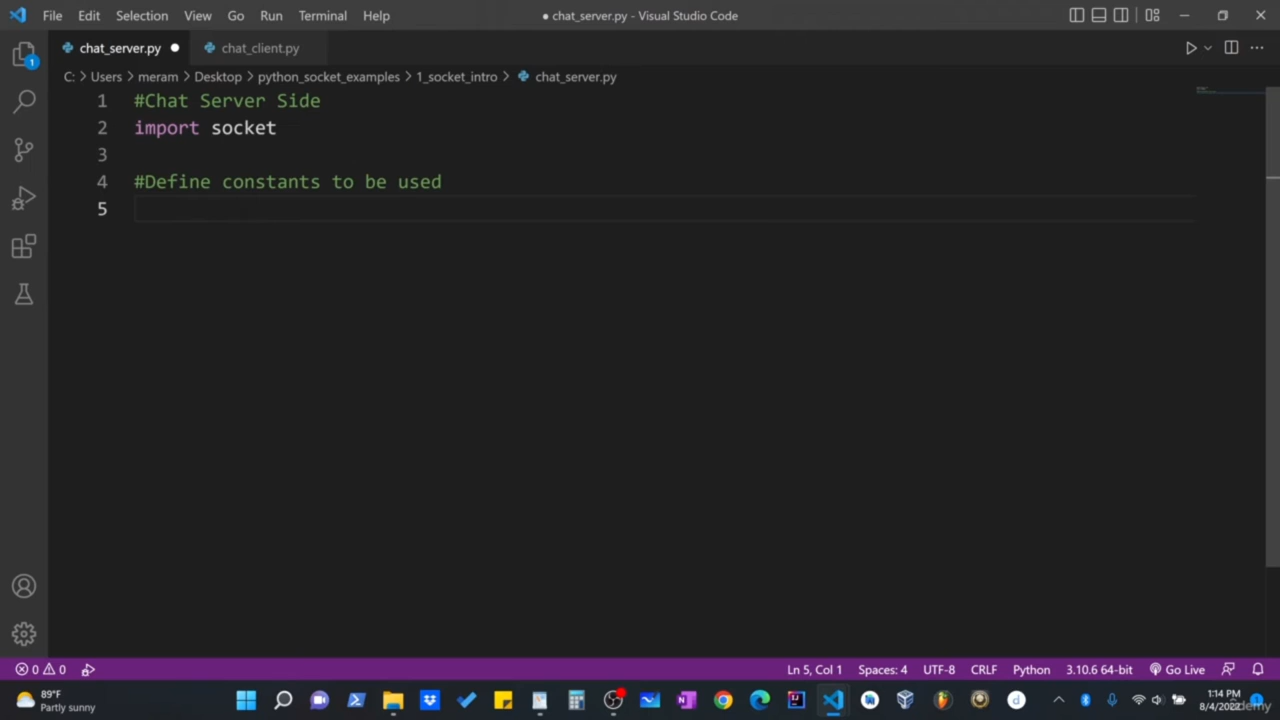 File Edit Selection View Go Run Terminal Help
● chat_server.py - Visual Studio Code
chat_server.py ● chat_client.py
C: > Users > meram > Desktop > python_socket_examples > 1_socket_intro > chat_server.py
1 #Chat Server Side
2 import socket
3
4 #Define constants to be used
5
1
0 0 Ln 5, Col 1 Spaces: 4 UTF-8 CRLF Python 3.10.6 64-bit Go Live
89°F
Partly sunny
1:14 PM
8/4/2022